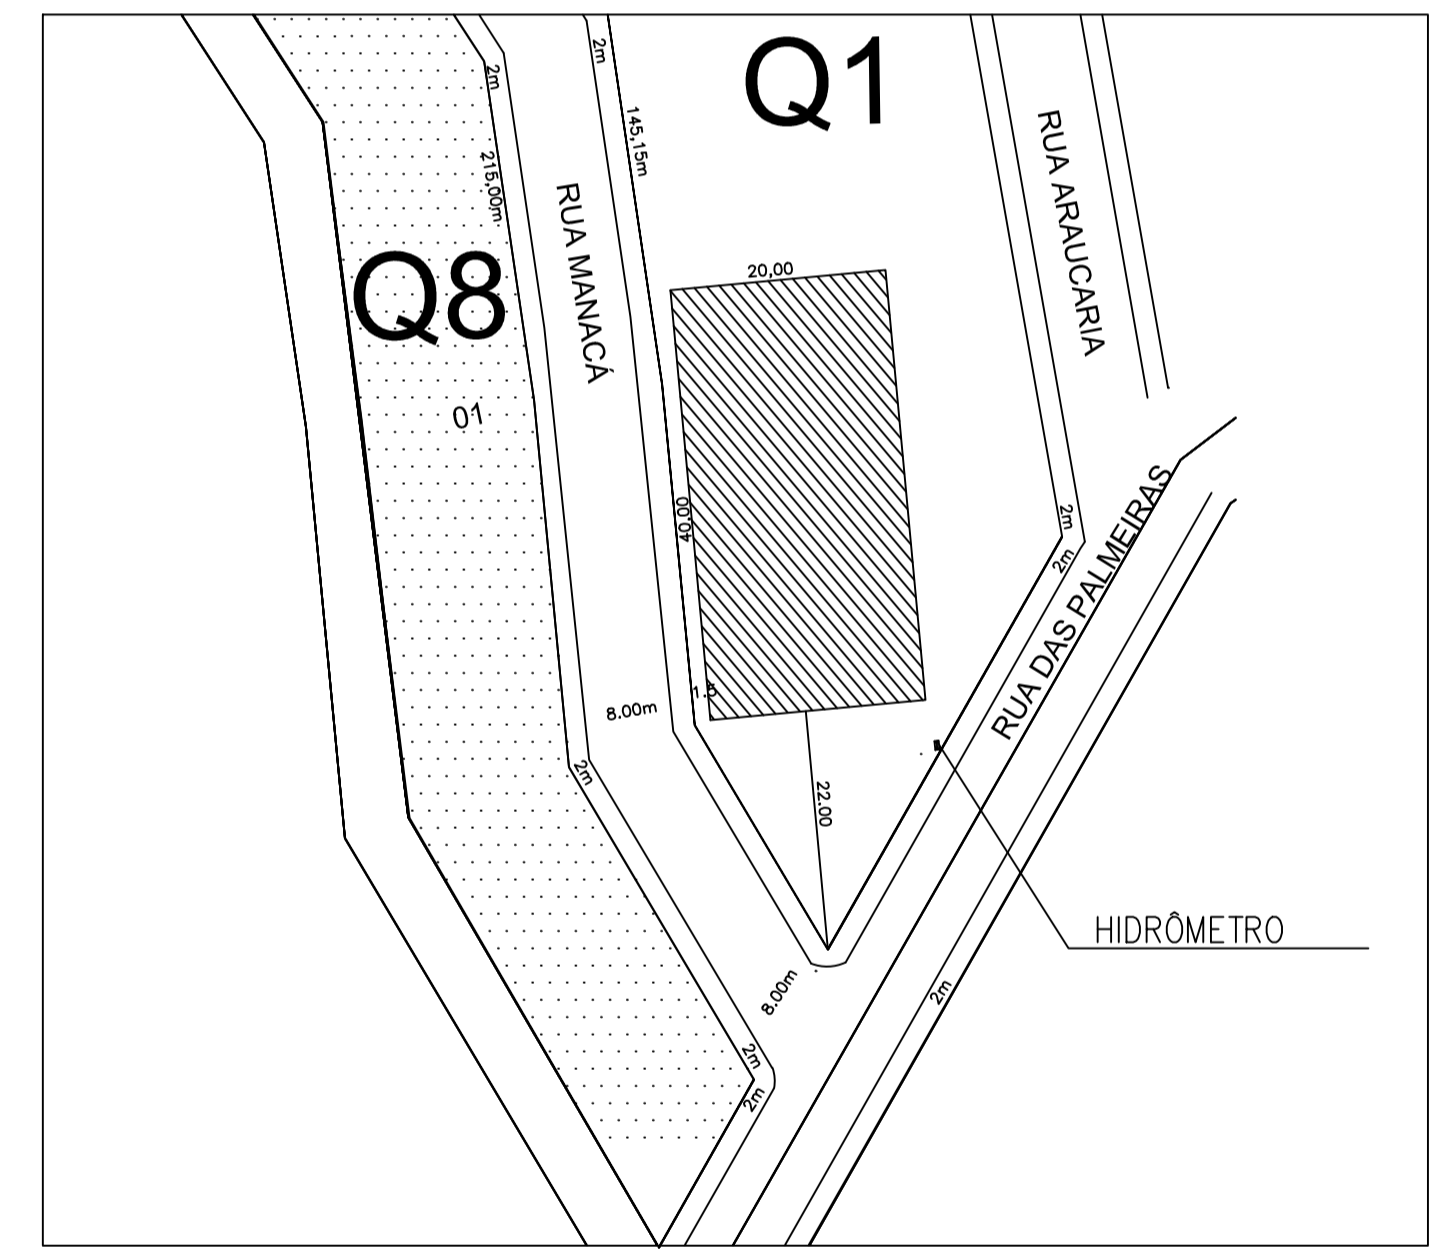 Q1
2m
2m
145,15m
215,00m
RUA MANACÁ
RUA ARAUCARIA
Q8
20,00
01
40,00
2m
2m
RUA DAS PALMEIRAS
1.5
8.00m
2m
22.00
HIDRÔMETRO
8.00m
2m
2m
2m